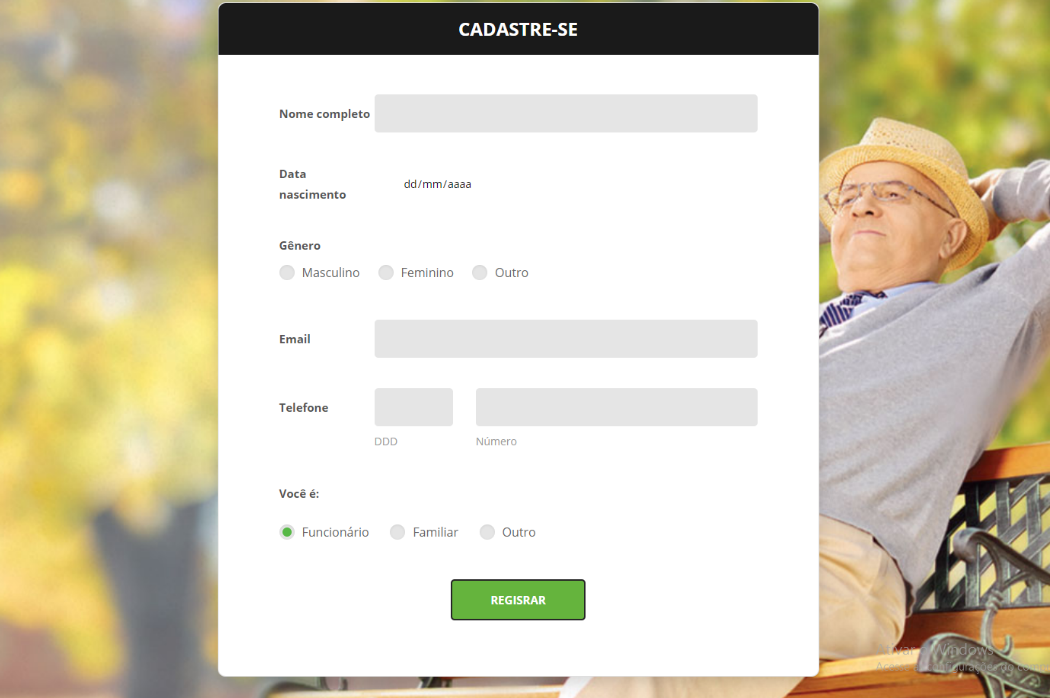 CADASTRE-SE
Nome completo
Data
nascimento
dd/mm/aaaa
Gênero
Masculino Feminino Outro
Email
Telefone
DDD Número
Você é:
Funcionário Familiar Outro
REGISRAR
Windows